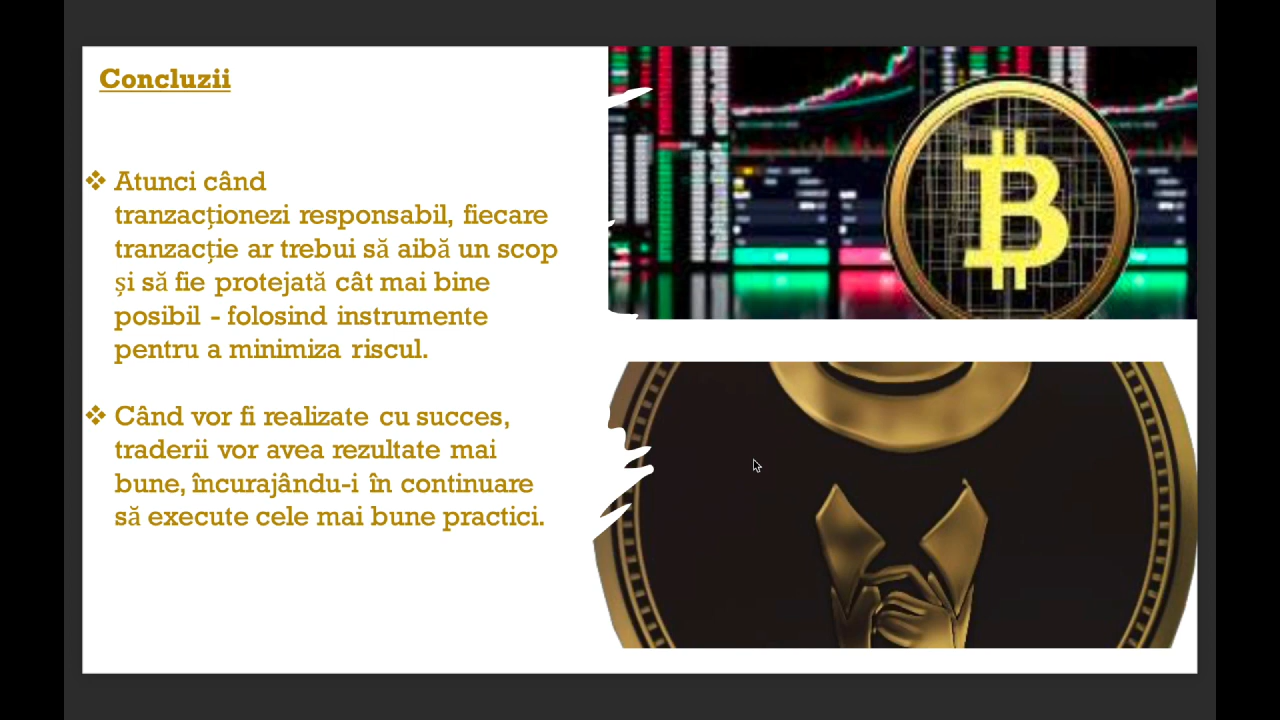 Concluzii
❖ Atunci când
tranzacționezi responsabil, fiecare
tranzacție ar trebui să aibă un scop
și să fie protejată cât mai bine
posibil - folosind instrumente
pentru a minimiza riscul.
❖ Când vor fi realizate cu succes,
traderii vor avea rezultate mai
bune, încurajându-i în continuare
să execute cele mai bune practici.